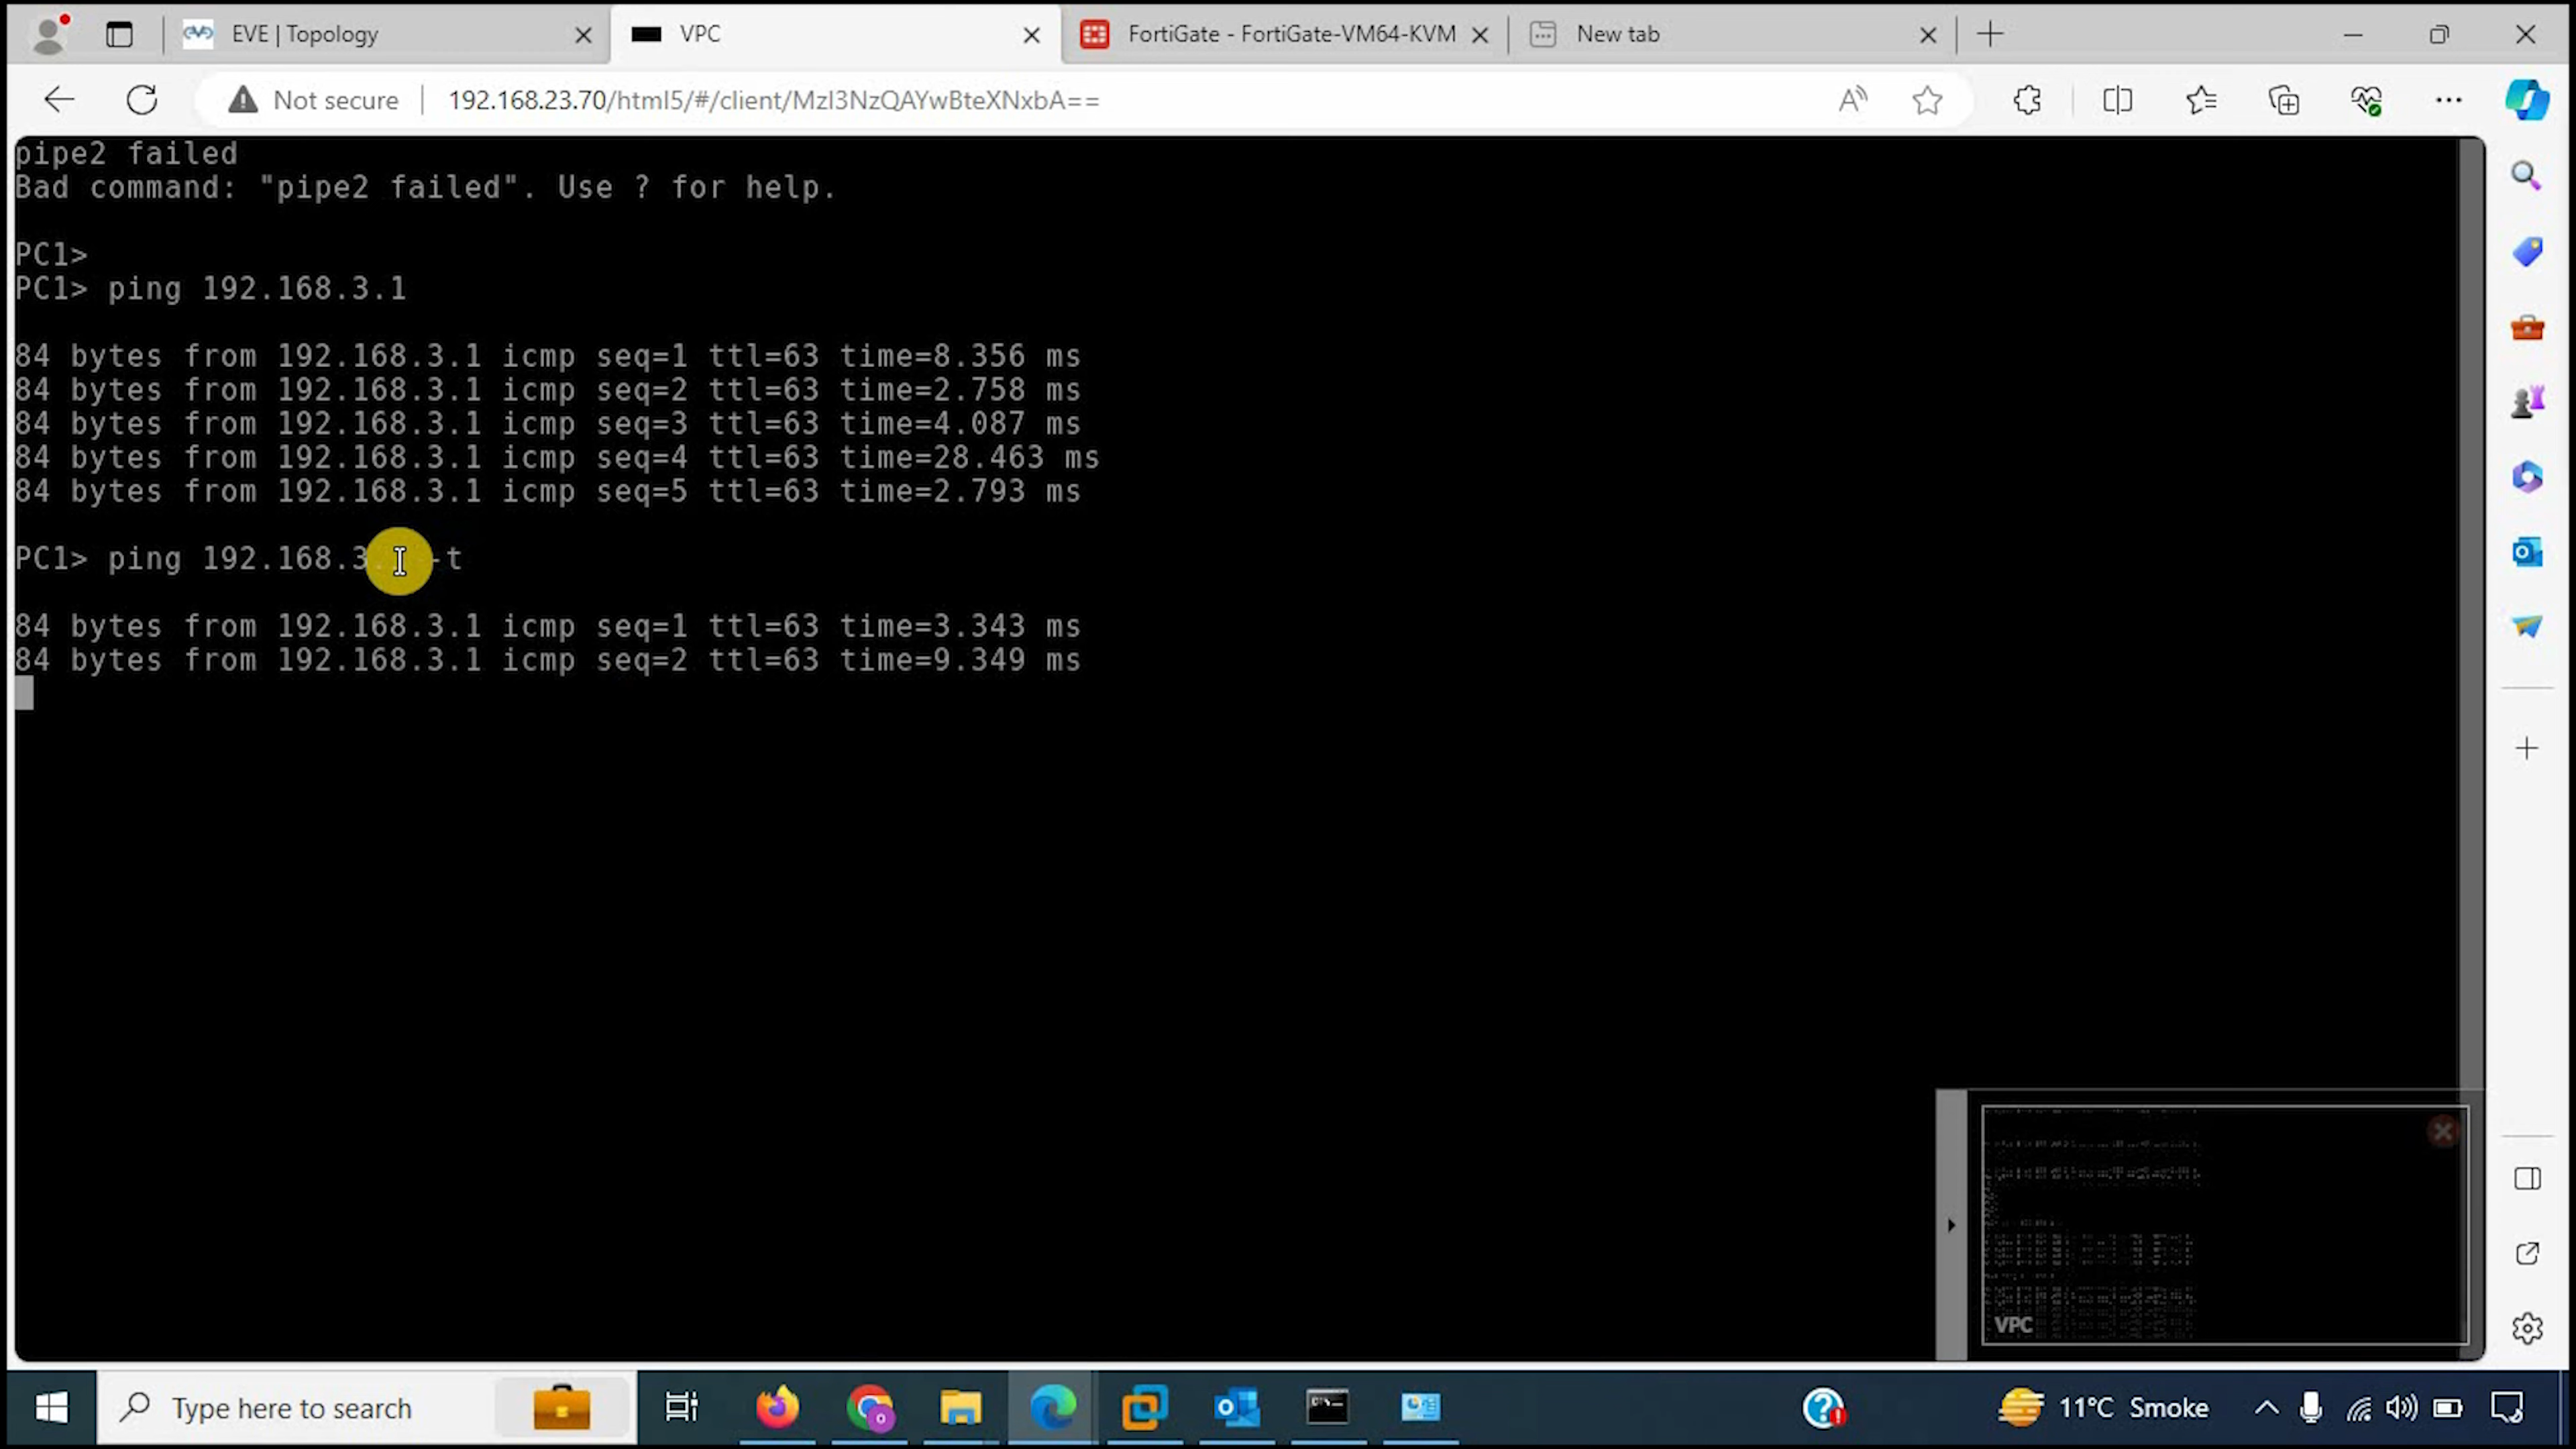 EVE | Topology
VPC
FortiGate - FortiGate-VM64-KVM
New tab
Not secure
192.168.23.70/html5/#/client/MzI3NzQAYwBteXNxbA==
pipe2 failed
Bad command: "pipe2 failed". Use ? for help.
PC1>
PC1> ping 192.168.3.1
84 bytes from 192.168.3.1 icmp seq=1 ttl=63 time=8.356 ms
84 bytes from 192.168.3.1 icmp seq=2 ttl=63 time=2.758 ms
84 bytes from 192.168.3.1 icmp seq=3 ttl=63 time=4.087 ms
84 bytes from 192.168.3.1 icmp seq=4 ttl=63 time=28.463 ms
84 bytes from 192.168.3.1 icmp seq=5 ttl=63 time=2.793 ms
PC1> ping 192.168.3 -t
84 bytes from 192.168.3.1 icmp seq=1 ttl=63 time=3.343 ms
84 bytes from 192.168.3.1 icmp seq=2 ttl=63 time=9.349 ms
VPC
Type here to search
11°C Smoke